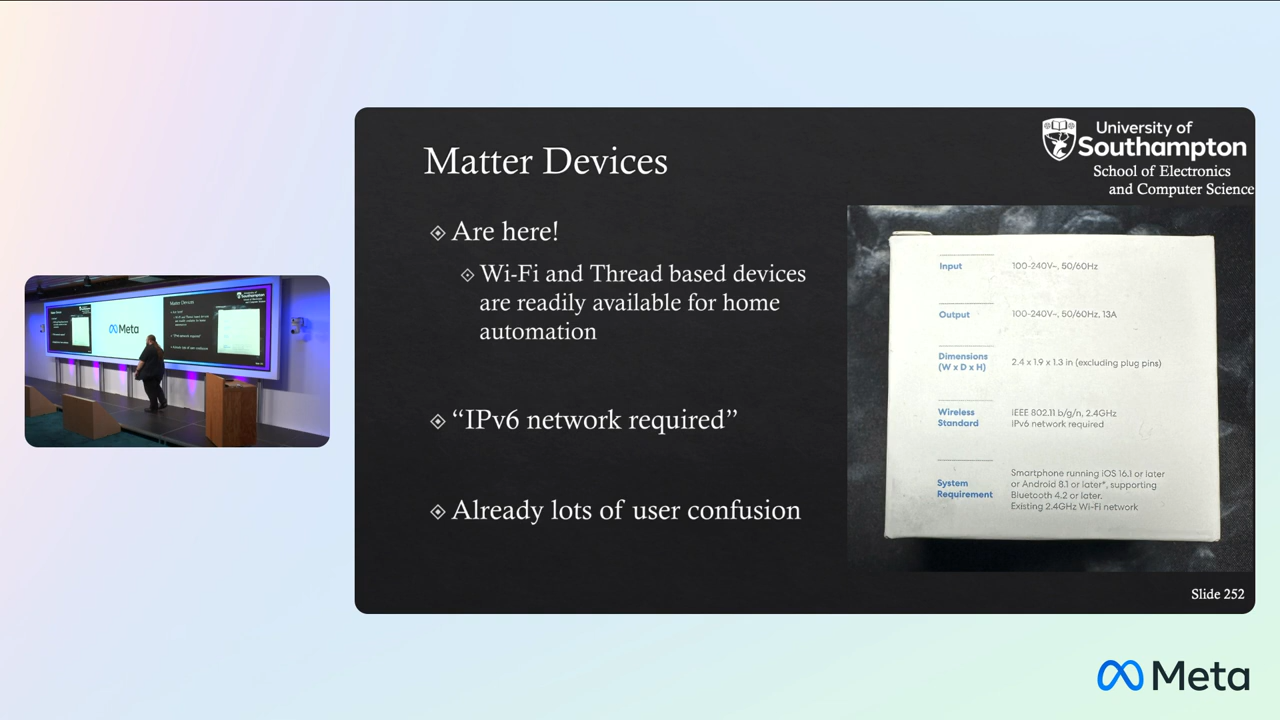 University of
Southampton
School of Electronics
and Computer Science
Matter Devices
Are here!
Wi-Fi and Thread based devices
are readily available for home
automation
“IPv6 network required”
Already lots of user confusion
Input 100-240V~, 50/60Hz
Output 100-240V~, 50/60Hz, 13A
Dimensions
(W x D x H) 2.4 x 1.9 x 1.3 in (excluding plug pins)
Wireless
Standard
IEEE 802.11 b/g/n, 2.4GHz
IPv6 network required
System
Requirement
Smartphone running iOS 16.1 or later
or Android 8.1 or later*, supporting
Bluetooth 4.2 or later.
Existing 2.4GHz Wi-Fi network
Slide 252
Matter Devices
Meta
Meta